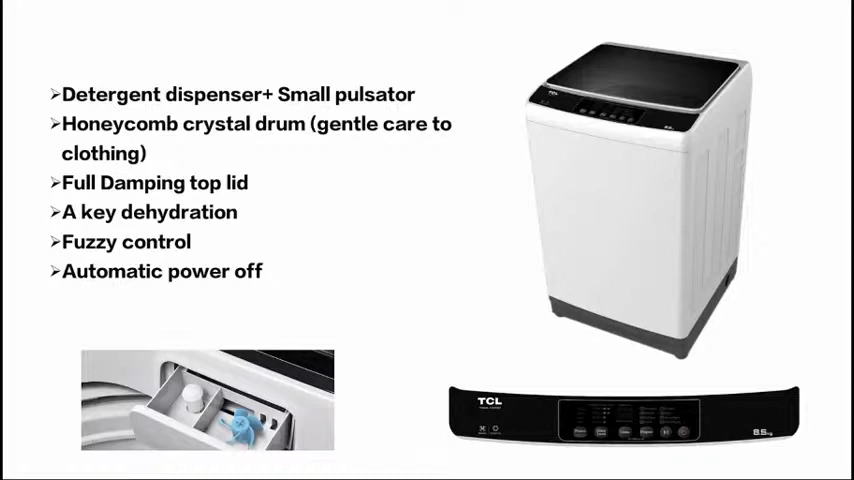 ➢Detergent dispenser+ Small pulsator
➢Honeycomb crystal drum (gentle care to
clothing)
➢Full Damping top lid
➢A key dehydration
➢Fuzzy control
➢Automatic power off
TCL
TCL
8.5kg